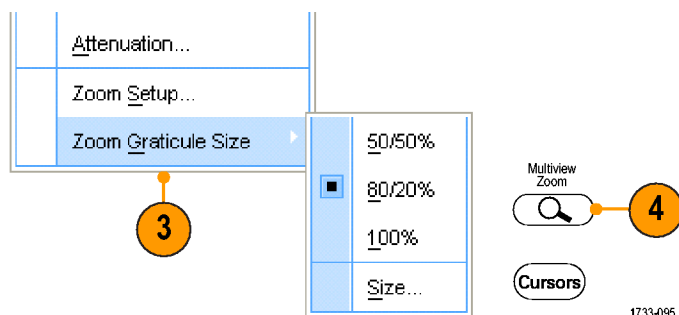 Attenuation...
Zoom Setup...
Zoom Graticule Size
3
50/50%
80/20%
100%
Size...
Multiview
Zoom
4
Cursors
1733-095